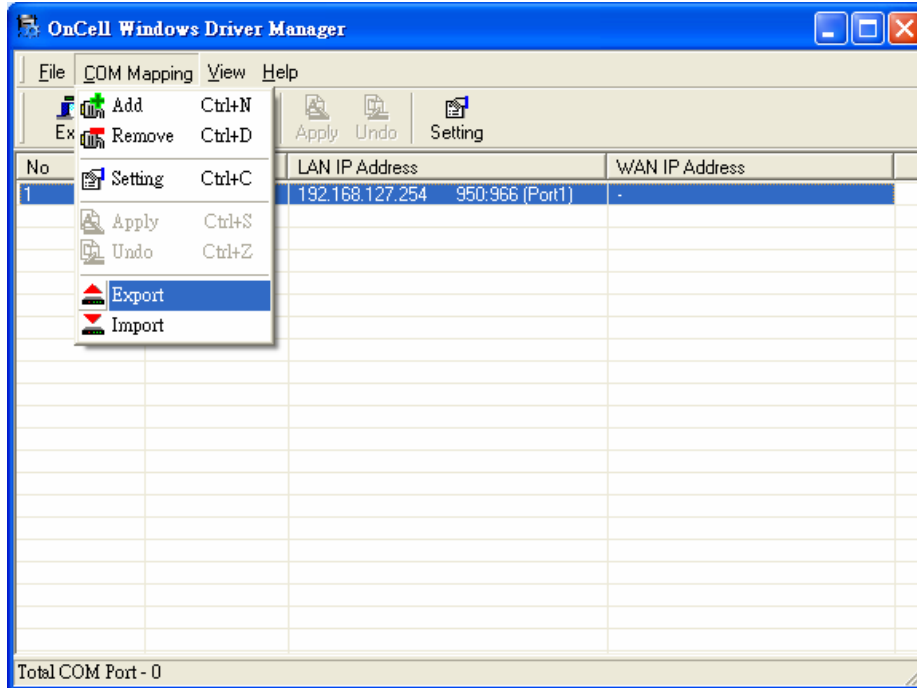 OnCell Windows Driver Manager
File COM Mapping View Help
Ex Apply Undo Setting
Add Ctrl+N
Remove Ctrl+D
Setting Ctrl+C
Apply Ctrl+S
Undo Ctrl+Z
Export
Import
No LAN IP Address WAN IP Address
1 192.168.127.254 950:966 (Port1) -
Total COM Port - 0